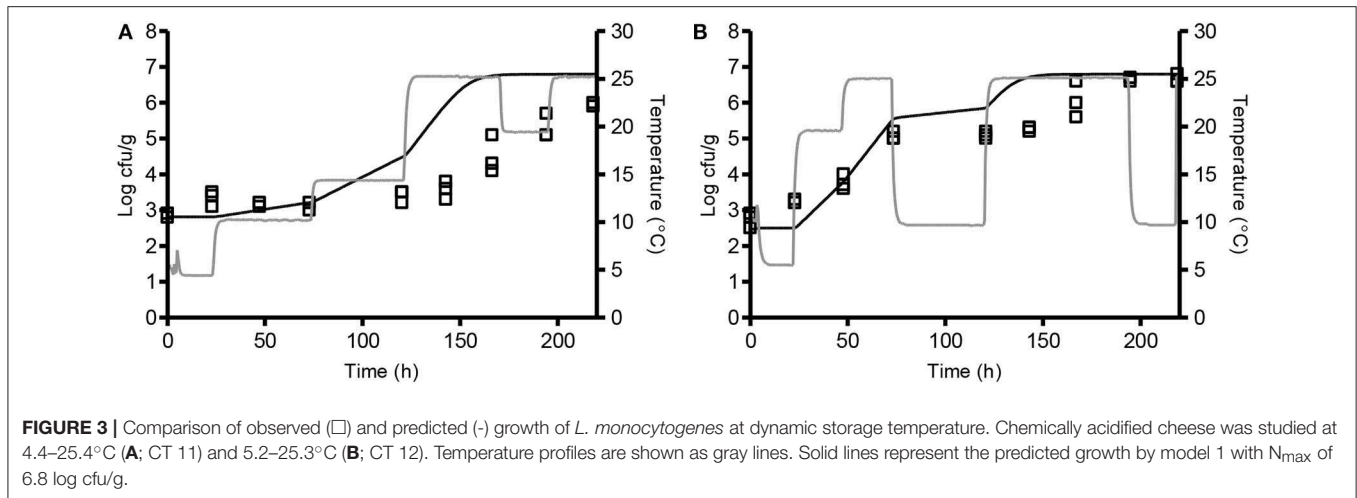 A
B
8
7
6
5
4
3
2
1
0
Log cfu/g
30
25
20
15
10
5
0
Temperature (°C)
0 50 100 150 200
Time (h)
8
7
6
5
4
3
2
1
0
Log cfu/g
30
25
20
15
10
5
0
Temperature (°C)
0 50 100 150 200
Time (h)
FIGURE 3 | Comparison of observed (□) and predicted (-) growth of L. monocytogenes at dynamic storage temperature. Chemically acidified cheese was studied at
4.4–25.4°C (A; CT 11) and 5.2–25.3°C (B; CT 12). Temperature profiles are shown as gray lines. Solid lines represent the predicted growth by model 1 with Nmax of
6.8 log cfu/g.